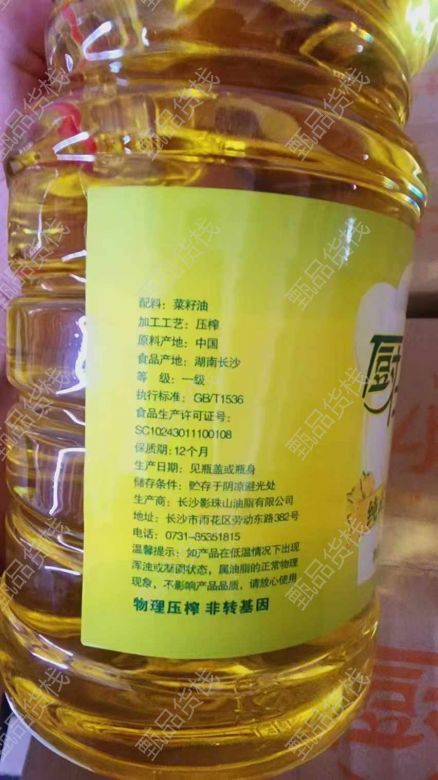 配料：菜籽油
加工工艺：压榨
原料产地：中国
食品产地：湖南长沙
等 级：一级
执行标准：GB/T1536
食品生产许可证号：
SC10243011100108
保质期：12个月
生产日期：见瓶盖或瓶身
储存条件：贮存于阴凉避光处
生产商：长沙影珠山油脂有限公司
地址：长沙市雨花区劳动东路382号
电话：0731-85351815
温馨提示：如产品在低温情况下出现
浑浊或凝固状态，属油脂的正常物理
现象，不影响产品品质，请放心使用
物理压榨 非转基因
厨
甄品货栈